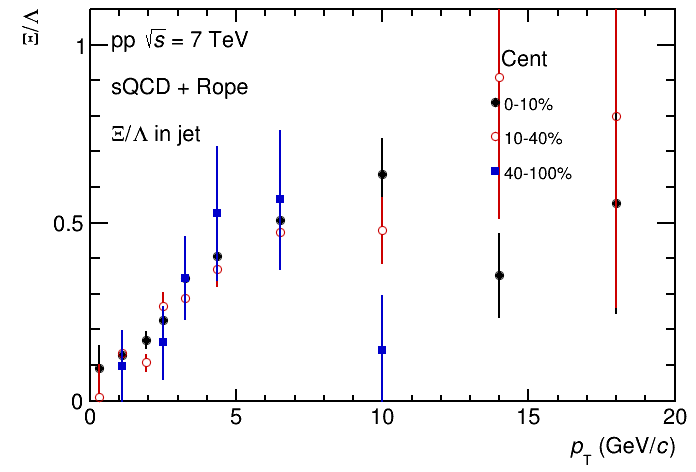 Ξ/Λ
pp √s = 7 TeV
sQCD + Rope
Ξ/Λ in jet
Cent
0-10%
10-40%
40-100%
1
0.5
0
0 5 10 15 20
p_T (GeV/c)